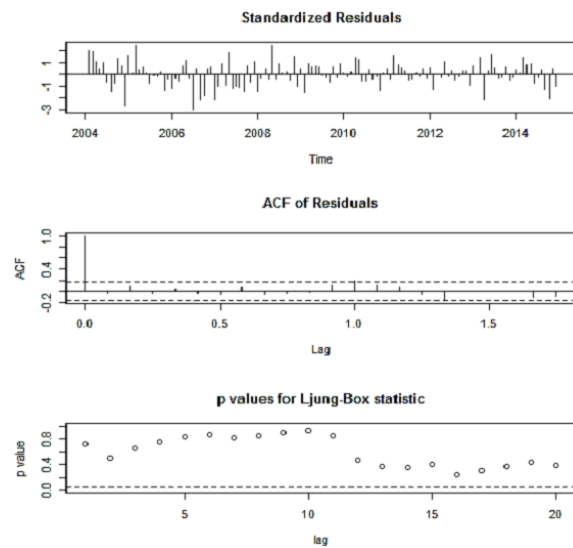 Standardized Residuals
1
-1
-3
2004 2006 2008 2010 2012 2014
Time
ACF of Residuals
ACF
1.0
0.4
-0.2
0.0 0.5 1.0 1.5
Lag
p values for Ljung-Box statistic
p value
0.8
0.4
0.0
5 10 15 20
lag